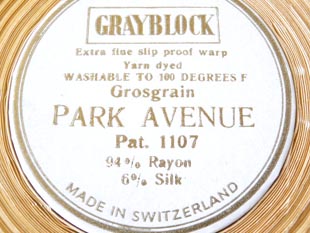 GRAYBLOCK
Extra fine slip proof warp
Yarn dyed
WASHABLE TO 100 DEGREES F
Grosgrain
PARK AVENUE
Pat. 1107
94% Rayon
6% Silk
MADE IN SWITZERLAND